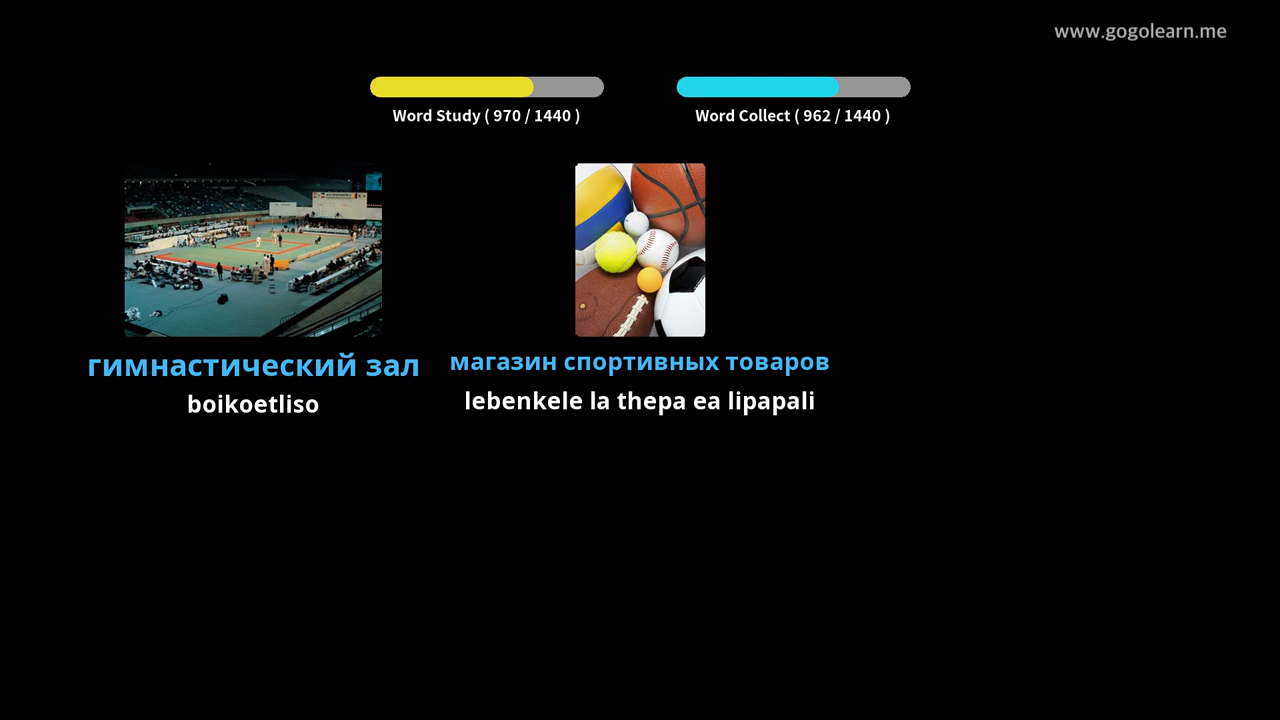 www.gogolearn.me
Word Study ( 970 / 1440 )
Word Collect ( 962 / 1440 )
гимнастический зал
boikoetliso
магазин спортивных товаров
lebenkele la thepa ea lipapali